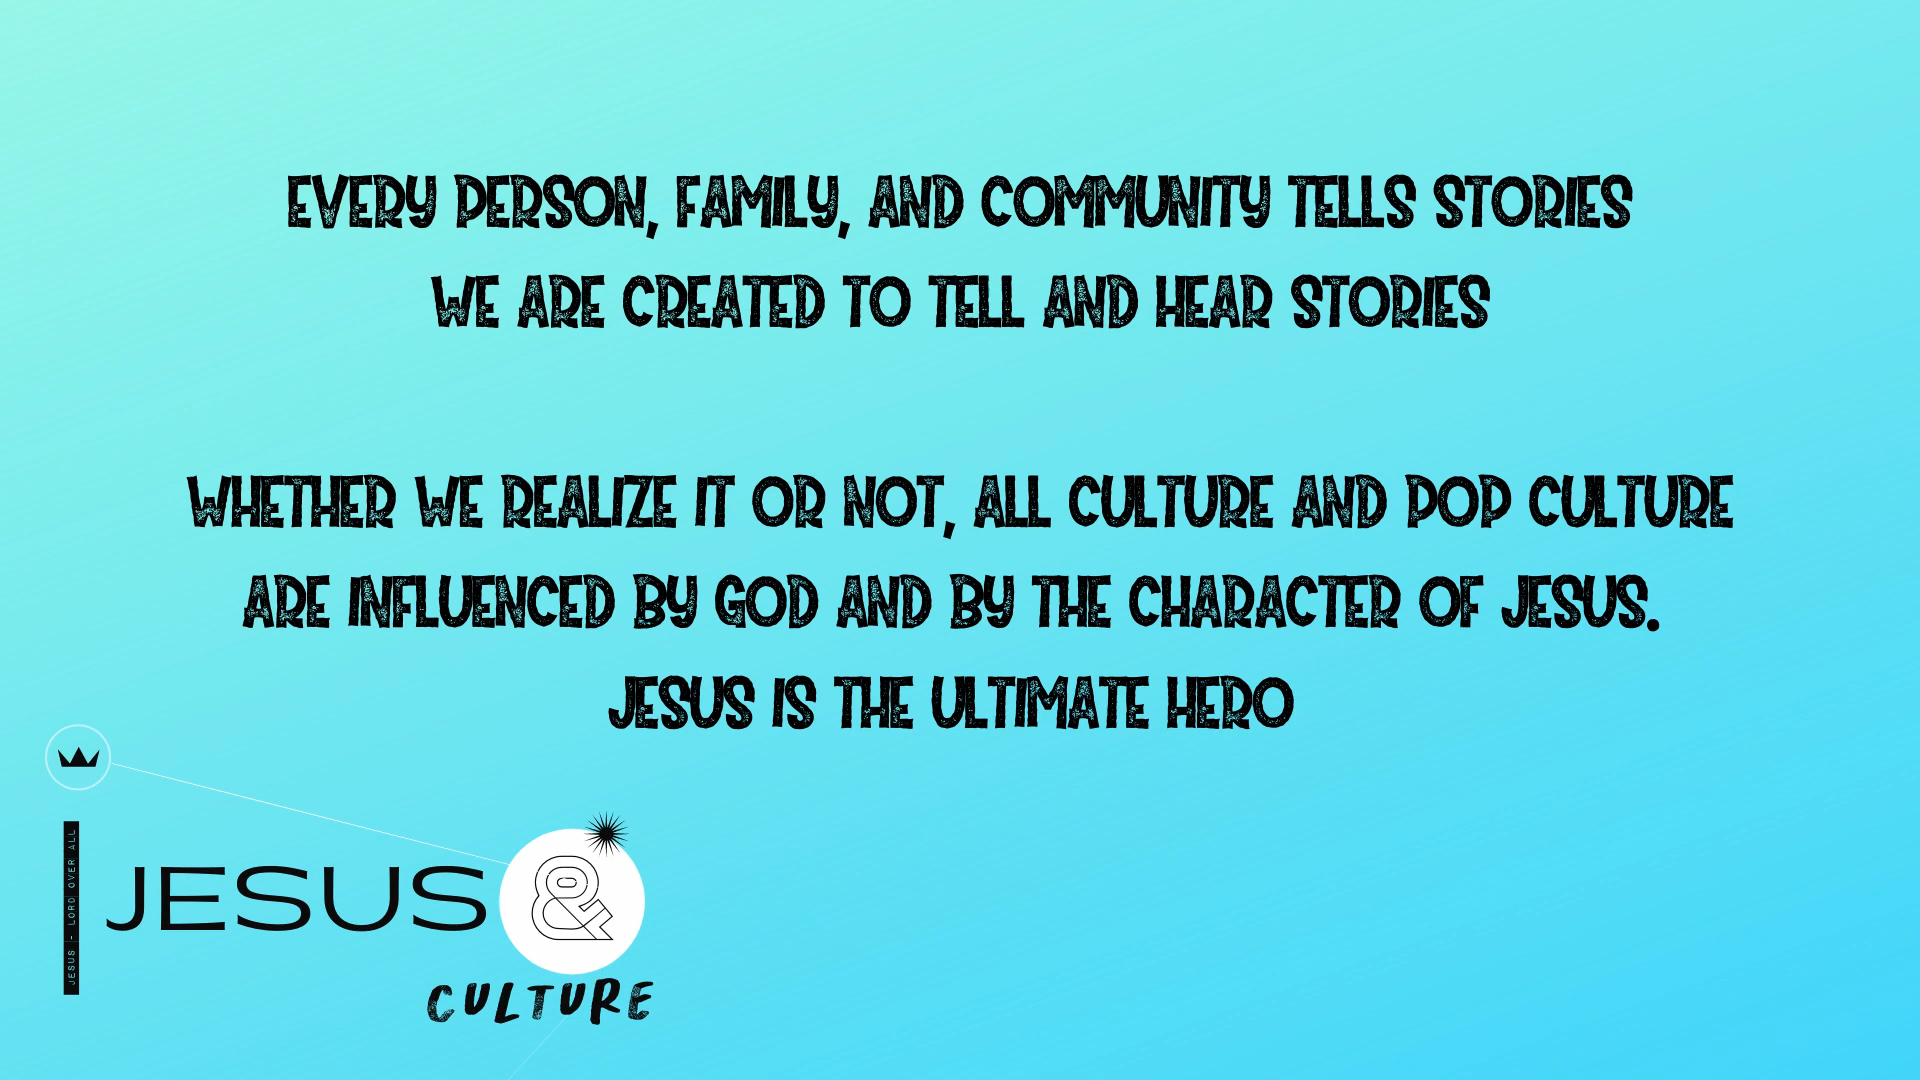 EVERY PERSON, FAMILY, AND COMMUNITY TELLS STORIES
WE ARE CREATED TO TELL AND HEAR STORIES
WHETHER WE REALIZE IT OR NOT, ALL CULTURE AND POP CULTURE
ARE INFLUENCED BY GOD AND BY THE CHARACTER OF JESUS.
JESUS IS THE ULTIMATE HERO
JESUS - LORD OVER ALL
JESUS &
CULTURE